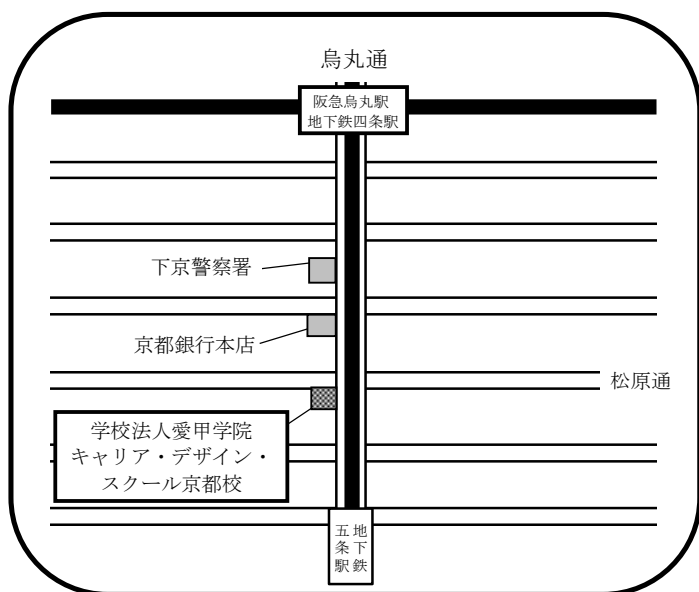 烏丸通
阪急烏丸駅
地下鉄四条駅
下京警察署
京都銀行本店
松原通
学校法人愛甲学院
キャリア・デザイン・
スクール京都校
地下鉄
五条駅